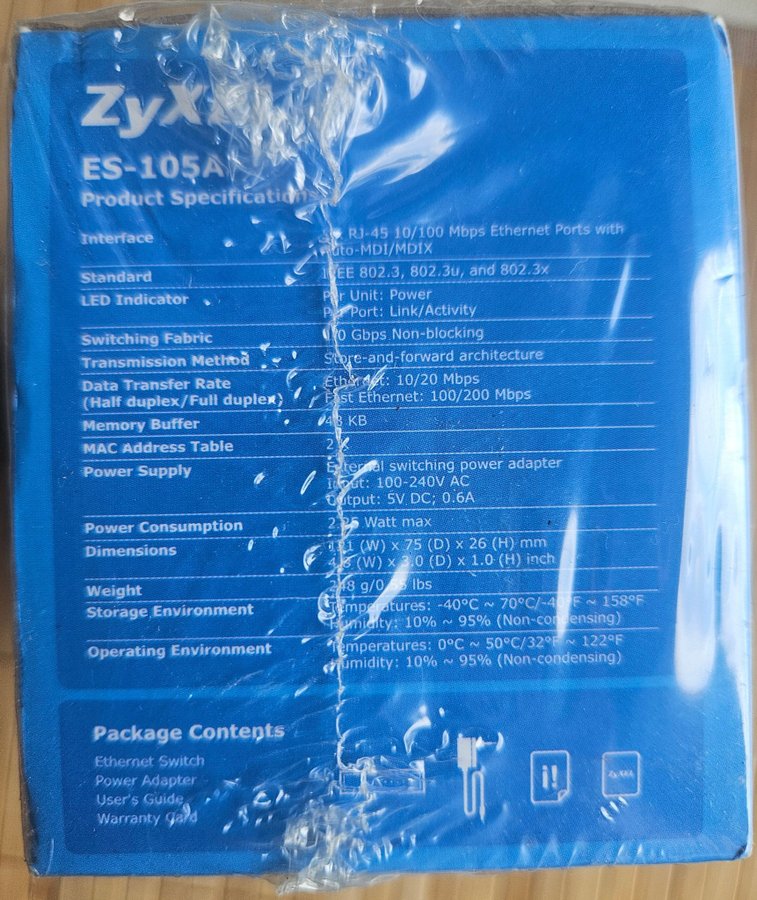 ZyXEL
ES-105A
Product Specification
Interface
RJ-45 10/100 Mbps Ethernet Ports with
Auto-MDI/MDIX
Standard
IEEE 802.3, 802.3u, and 802.3x
LED Indicator
Per Unit: Power
Per Port: Link/Activity
Switching Fabric
Gbps Non-blocking
Transmission Method
Store-and-forward architecture
Data Transfer Rate
(Half duplex/Full duplex)
Ethernet: 10/20 Mbps
Fast Ethernet: 100/200 Mbps
Memory Buffer
KB
MAC Address Table
Power Supply
External switching power adapter
Input: 100-240V AC
Output: 5V DC; 0.6A
Power Consumption
Watt max
Dimensions
(W) x 75 (D) x 26 (H) mm
(W) x 3.0 (D) x 1.0 (H) inch
Weight
lbs
Storage Environment
Temperatures: -40°C ~ 70°C/-40°F ~ 158°F
Humidity: 10% ~ 95% (Non-condensing)
Operating Environment
Temperatures: 0°C ~ 50°C/32°F ~ 122°F
Humidity: 10% ~ 95% (Non-condensing)
Package Contents
Ethernet Switch
Power Adapter
User's Guide
Warranty Card
ZyXEL